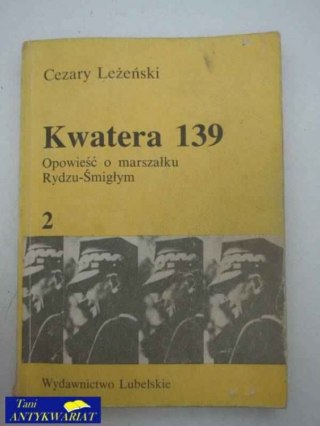 Cezary Leżeński
Kwatera 139
Opowieść o marszałku
Rydzu-Śmigłym
2
Wydawnictwo Lubelskie
Tani
ANTYKWARIAT